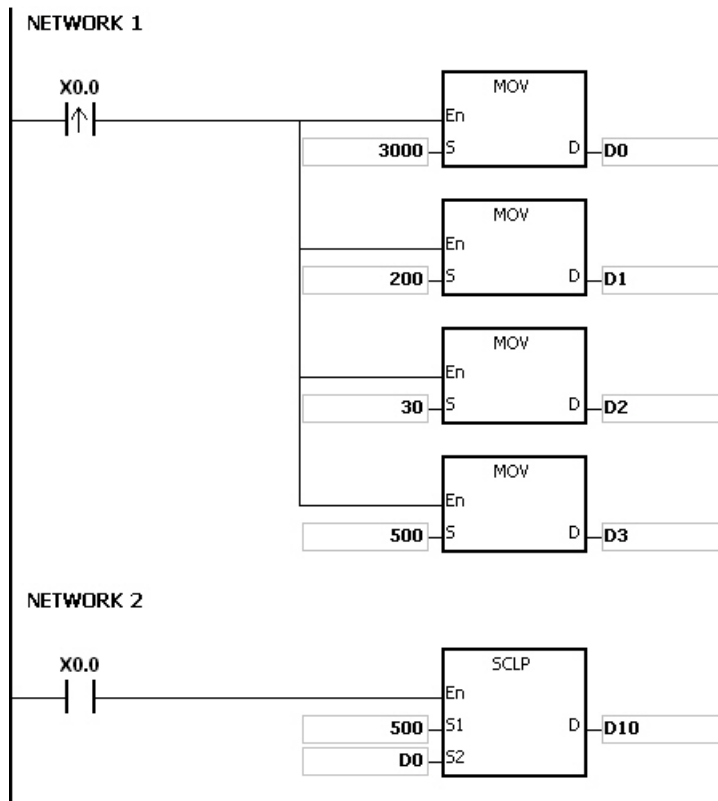 NETWORK 1
X0.0
MOV
En
3000 S D D0
MOV
En
200 S D D1
MOV
En
30 S D D2
MOV
En
500 S D D3
NETWORK 2
X0.0
SCLP
En
500 S1 D D10
D0 S2